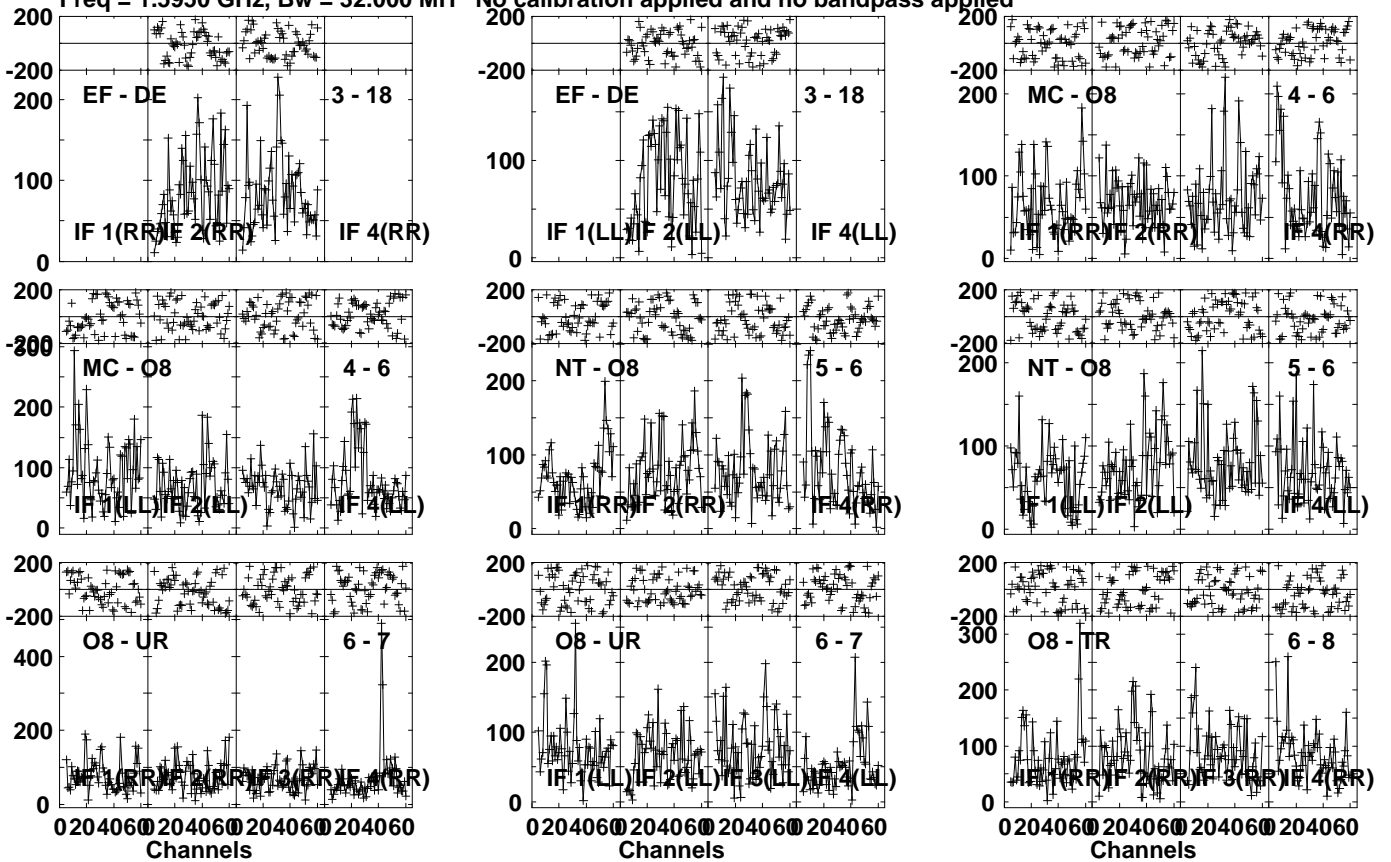 Freq = 1.5950 GHz, Bw = 32.000 MH No calibration applied and no bandpass applied
200
-200
EF - DE 3 - 18
200
100
0
IF 1(RR) IF 2(RR) IF 4(RR)
200
-200
EF - DE 3 - 18
100
0
IF 1(LL) IF 2(LL) IF 4(LL)
200
-200
MC - O8 4 - 6
200
100
0
IF 1(RR) IF 2(RR) IF 4(RR)
200
-200
MC - O8 4 - 6
300
200
100
0
IF 1(LL) IF 2(LL) IF 4(LL)
200
-200
NT - O8 5 - 6
200
100
0
IF 1(RR) IF 2(RR) IF 4(RR)
200
-200
NT - O8 5 - 6
200
100
0
IF 1(LL) IF 2(LL) IF 4(LL)
200
-200
O8 - UR 6 - 7
400
200
0
IF 1(RR) IF 2(RR) IF 3(RR) IF 4(RR)
0 20 40 60 0 20 40 60 0 20 40 60 0 20 40 60
Channels
200
-200
O8 - UR 6 - 7
200
100
0
IF 1(LL) IF 2(LL) IF 3(LL) IF 4(LL)
0 20 40 60 0 20 40 60 0 20 40 60 0 20 40 60
Channels
200
-200
O8 - TR 6 - 8
300
200
100
0
IF 1(RR) IF 2(RR) IF 3(RR) IF 4(RR)
0 20 40 60 0 20 40 60 0 20 40 60 0 20 40 60
Channels